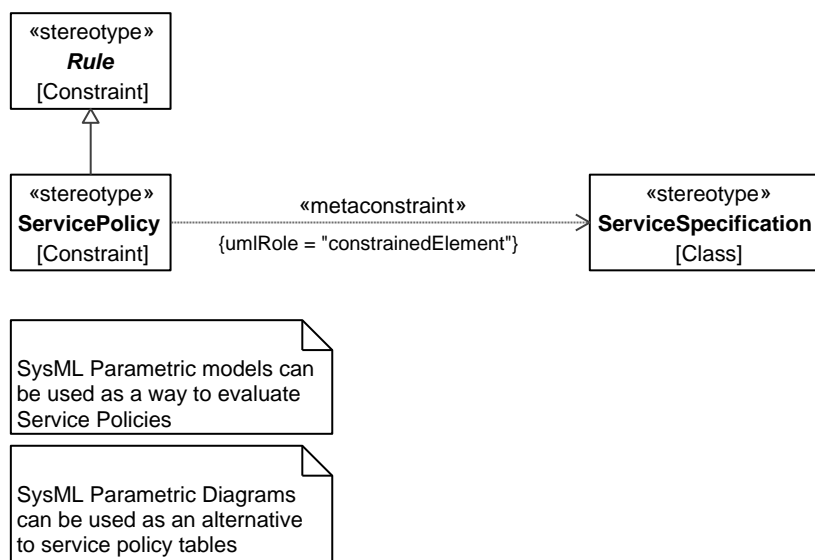 «stereotype»
Rule
[Constraint]
«stereotype»
ServicePolicy
[Constraint]
«metaconstraint»
{umlRole = "constrainedElement"}
«stereotype»
ServiceSpecification
[Class]
SysML Parametric models can
be used as a way to evaluate
Service Policies
SysML Parametric Diagrams
can be used as an alternative
to service policy tables